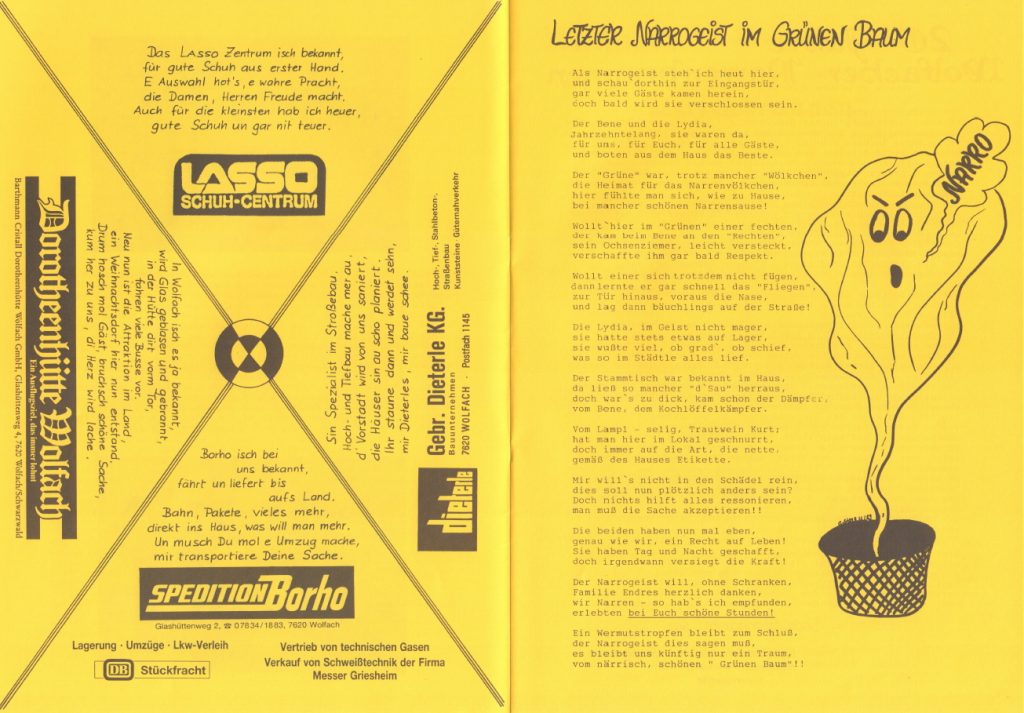 Das LASSO Zentrum isch bekannt,
für gute Schuh aus erster Hand.
E Auswahl hot's, e wahre Pracht,
die Damen, Herren Freude macht.
Auch für die kleinsten hab ich heuer,
gute Schuh un gar nit teuer.
LASSO
SCHUH-CENTRUM
Dorotheenhütte Wolfach
Ein Ausflugsziel, das immer lohnt
Barthmann Cristall Dorotheenhütte Wolfach GmbH, Glashüttenweg 4, 7620 Wolfach/Schwarzwald
In Wolfach isch es jo bekannt,
wird Glas geblasen und gebrannt,
in der Hütte dirt vorm Tor,
fahren viele Busse vor.
Neu nun ist die Attraktion im Land
ein Weihnachtsdorf hier nun entstand,
Drum hosch mol Gäst, bruchsch schöne Sache,
kum her zu uns, di Herz wird lache.
Sin Spezialist im Stroßebau.
Hoch- und Tiefbau mache mer au.
d'Vorstadt wird von uns saniert,
die Häuser sin au scho planiert.
Ihr staune dann und werdet sehn,
mir Dieterles, mir baue schee.
dieterle
Gebr. Dieterle KG.
Bauunternehmen
7620 WOLFACH · Postfach 1145
Hoch-, Tief-, Stahlbeton-,
Straßenbau
Kunststeine Güternahverkehr
Borho isch bei
uns bekannt,
fährt un liefert bis
aufs Land.
Bahn, Pakete, vieles mehr,
direkt ins Haus, was will man mehr.
Un musch Du mol e Umzug mache,
mir transportiere Deine Sache.
SPEDITION Borho
Glashüttenweg 2, ✆ 07834/1883, 7620 Wolfach
Lagerung · Umzüge · Lkw-Verleih
DB Stückfracht
Vertrieb von technischen Gasen
Verkauf von Schweißtechnik der Firma
Messer Griesheim
LETZTER NARROGEIST IM GRÜNEN BAUM
Als Narrogeist steh`ich heut hier,
und schau`dorthin zur Eingangstür,
gar viele Gäste kamen herein,
doch bald wird sie verschlossen sein.
Der Bene und die Lydia,
Jahrzehntelang, sie waren da,
für uns, für Euch, für alle Gäste,
und boten aus dem Haus das Beste.
Der "Grüne" war, trotz mancher "Wölkchen",
die Heimat für das Narrenvölkchen,
hier fühlte man sich, wie zu Hause,
bei mancher schönen Narrensause!
Wollt`hier im "Grünen" einer fechten,
der kam beim Bene an den "Rechten",
sein Ochsenziemer, leicht versteckt,
verschaffte ihm gar bald Respekt.
Wollt einer sich trotzdem nicht fügen,
dann lernte er gar schnell das "Fliegen",
zur Tür hinaus, voraus die Nase,
und lag dann bäuchlings auf der Straße!
Die Lydia, im Geist nicht mager,
sie hatte stets etwas auf Lager,
sie wußte viel, ob grad`, ob schief,
was so im Städtle alles lief.
Der Stammtisch war bekannt im Haus,
da ließ so mancher "d`Sau" herraus,
doch war`s zu dick, kam schon der Dämpfer,
vom Bene, dem Kochlöffelkämpfer.
Vom Lampl - selig, Trautwein Kurt;
hat man hier im Lokal geschnurrt,
doch immer auf die Art, die nette,
gemäß des Hauses Etikette.
Mir will`s nicht in den Schädel rein,
dies soll nun plötzlich anders sein?
Doch nichts hilft alles ressonieren,
man muß die Sache akzeptieren!!
Die beiden haben nun mal eben,
genau wie wir, ein Recht auf Leben!
Sie haben Tag und Nacht geschafft,
doch irgendwann versiegt die Kraft!
Der Narrogeist will, ohne Schranken,
Familie Endres herzlich danken,
wir Narren - so hab`s ich empfunden,
erlebten bei Euch schöne Stunden!
Ein Wermutstropfen bleibt zum Schluß,
der Narrogeist dies sagen muß,
es bleibt uns künftig nur ein Traum,
vom närrisch, schönen " Grünen Baum"!!
NARRO